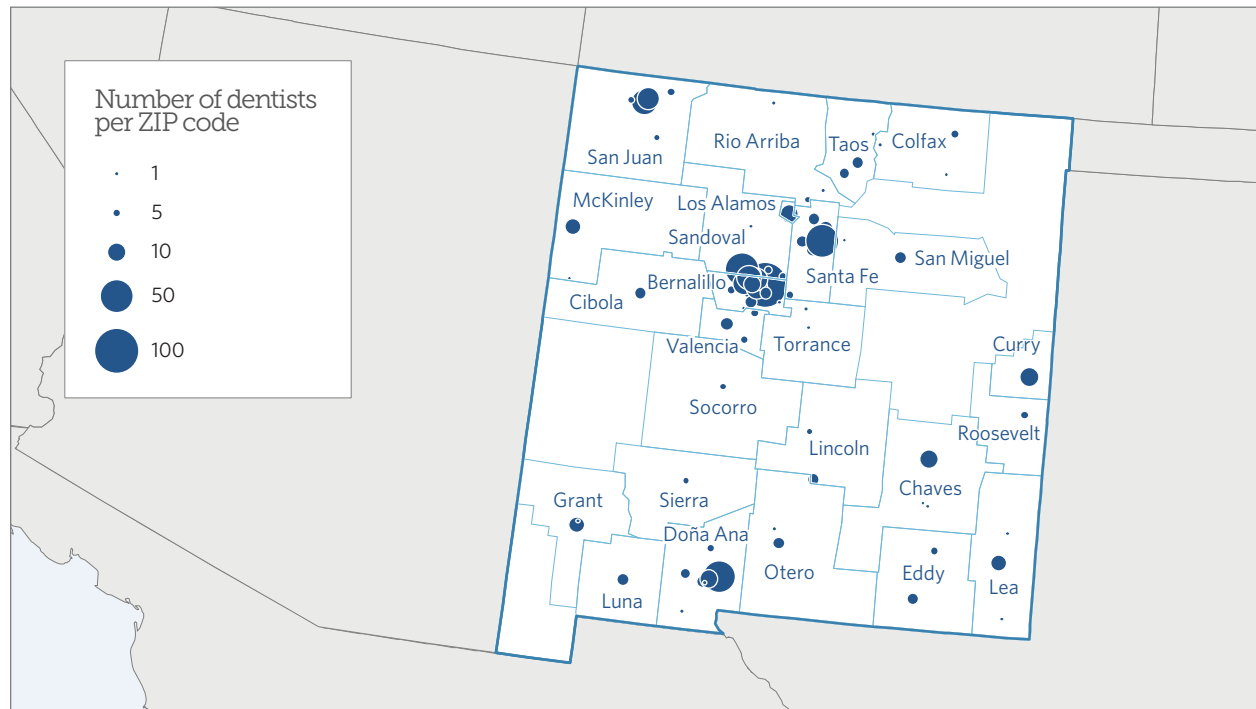 Number of dentists
per ZIP code
1
5
10
50
100
San Juan
Rio Arriba
Taos
Colfax
McKinley
Los Alamos
Sandoval
San Miguel
Santa Fe
Bernalillo
Cibola
Valencia
Torrance
Curry
Socorro
Roosevelt
Lincoln
Chaves
Grant
Sierra
Doña Ana
Otero
Eddy
Lea
Luna